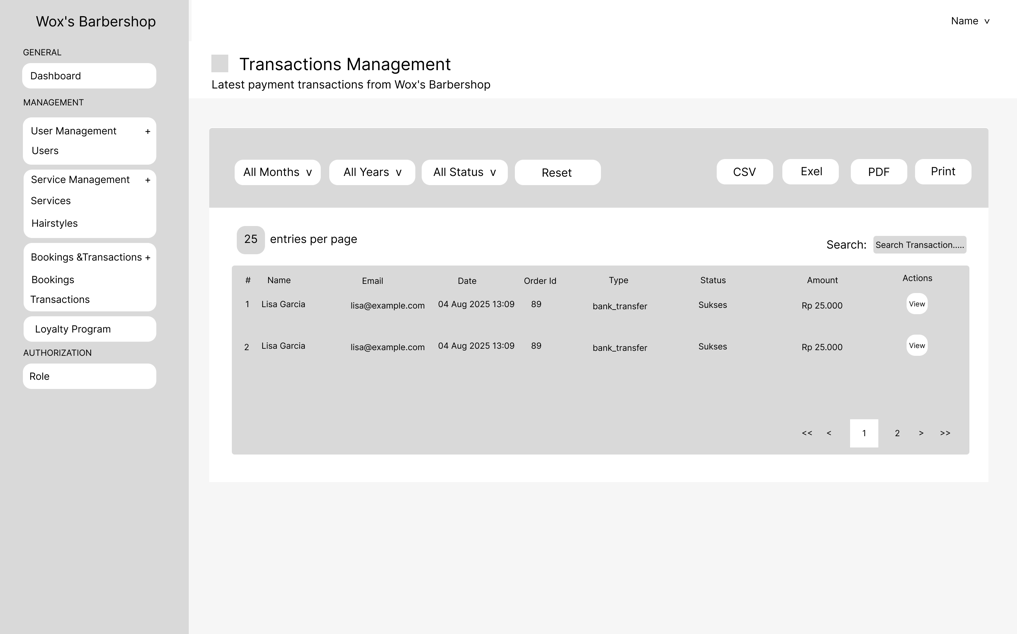 Wox's Barbershop
Name v
GENERAL
Dashboard
MANAGEMENT
User Management +
Users
Service Management +
Services
Hairstyles
Bookings &Transactions +
Bookings
Transactions
Loyalty Program
AUTHORIZATION
Role
Transactions Management
Latest payment transactions from Wox's Barbershop
All Months v All Years v All Status v Reset CSV Exel PDF Print
25 entries per page
Search: Search Transaction.....
# Name Email Date Order Id Type Status Amount Actions
1 Lisa Garcia lisa@example.com 04 Aug 2025 13:09 89 bank_transfer Sukses Rp 25.000 View
2 Lisa Garcia lisa@example.com 04 Aug 2025 13:09 89 bank_transfer Sukses Rp 25.000 View
<< < 1 2 > >>